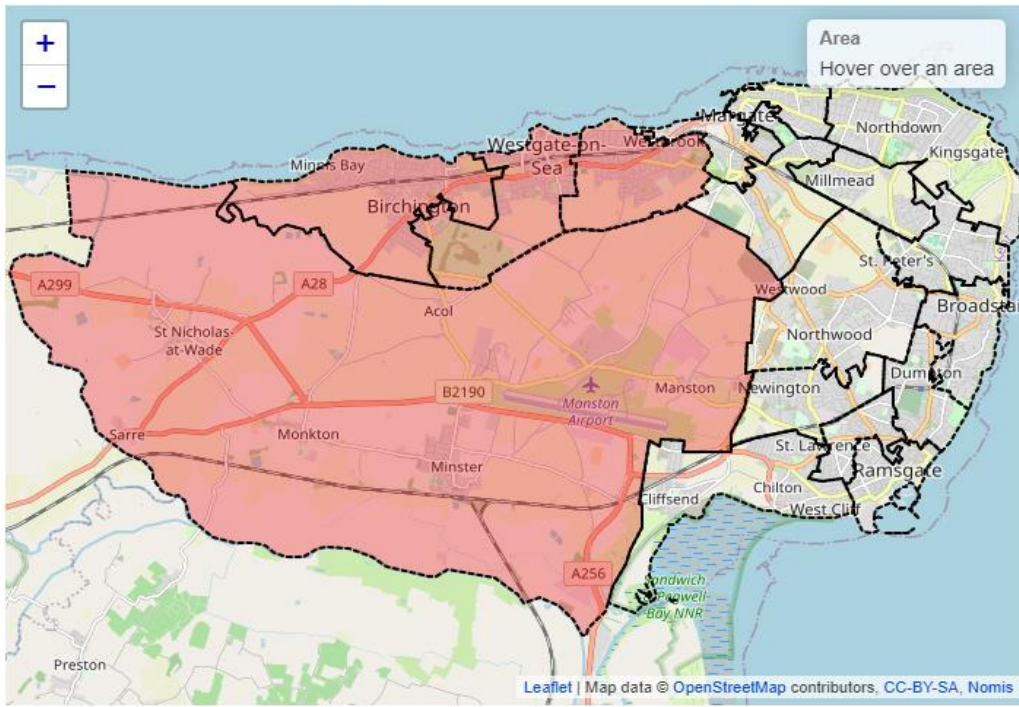 +
−
Area
Hover over an area
Margate
Northdown
Kingsgate
Westgate-on-
Sea
Westbrook
Minnis Bay
Millmead
Birchington
St. Peter's
A299
A28
Westwood
Broadstai
Acol
St Nicholas-
at-Wade
Northwood
Dumpton
B2190
Manston
Newington
Manston
Airport
Sarre
Monkton
St. Lawrence
Minster
Ramsgate
Chilton
Cliffsend
West Cliff
A256
Sandwich
& Pegwell
Bay NNR
Preston
Leaflet | Map data © OpenStreetMap contributors, CC-BY-SA, Nomis